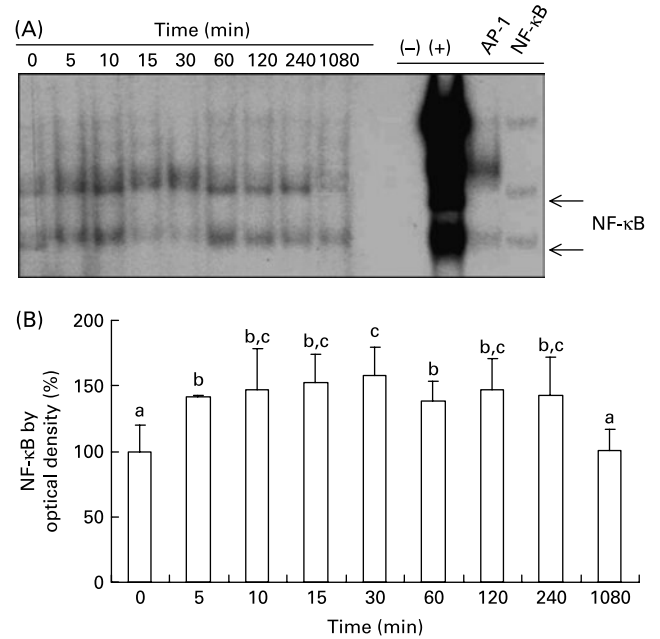 (A)
Time (min)
0 5 10 15 30 60 120 240 1080 (–) (+) AP-1 NF-κB
NF-κB
(B)
NF-κB by
optical density (%)
200
150
100
50
0
a b b,c b,c c b b,c b,c a
0 5 10 15 30 60 120 240 1080
Time (min)